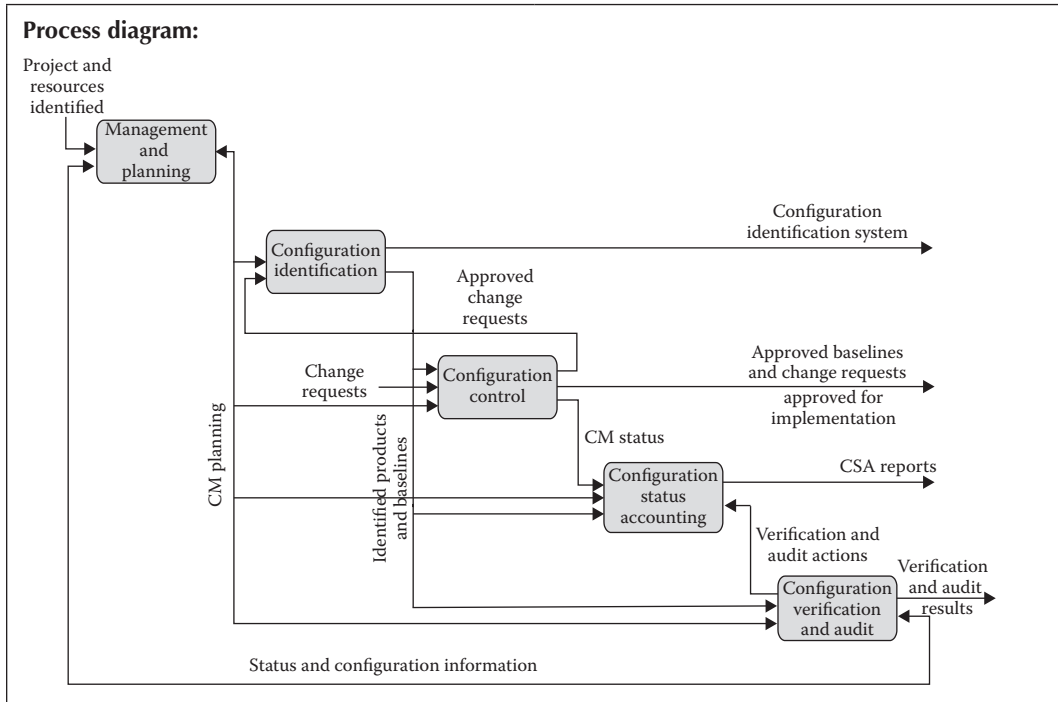 Process diagram:
Project and
resources
identified
Management
and
planning
Configuration
identification system
Configuration
identification
Approved
change
requests
Change
requests
Configuration
control
Approved baselines
and change requests
approved for
implementation
CM planning
Identified products
and baselines
CM status
Configuration
status
accounting
CSA reports
Verification and
audit actions
Configuration
verification
and audit
Verification
and audit
results
Status and configuration information